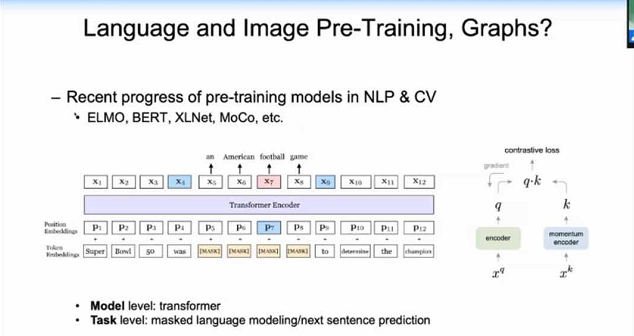 Language and Image Pre-Training, Graphs?
– Recent progress of pre-training models in NLP & CV
ELMO, BERT, XLNet, MoCo, etc.
an American football game
x1 x2 x3 x4 x5 x6 x7 x8 x9 x10 x11 x12
Transformer Encoder
Position Embeddings
p1 p2 p3 p4 p5 p6 p7 p8 p9 p10 p11 p12
Token Embeddings
Super Bowl 50 was [MASK] [MASK] [MASK] [MASK] to determine the champion
contrastive loss
gradient
q·k
q k
encoder
momentum encoder
x^q x^k
• Model level: transformer
• Task level: masked language modeling/next sentence prediction